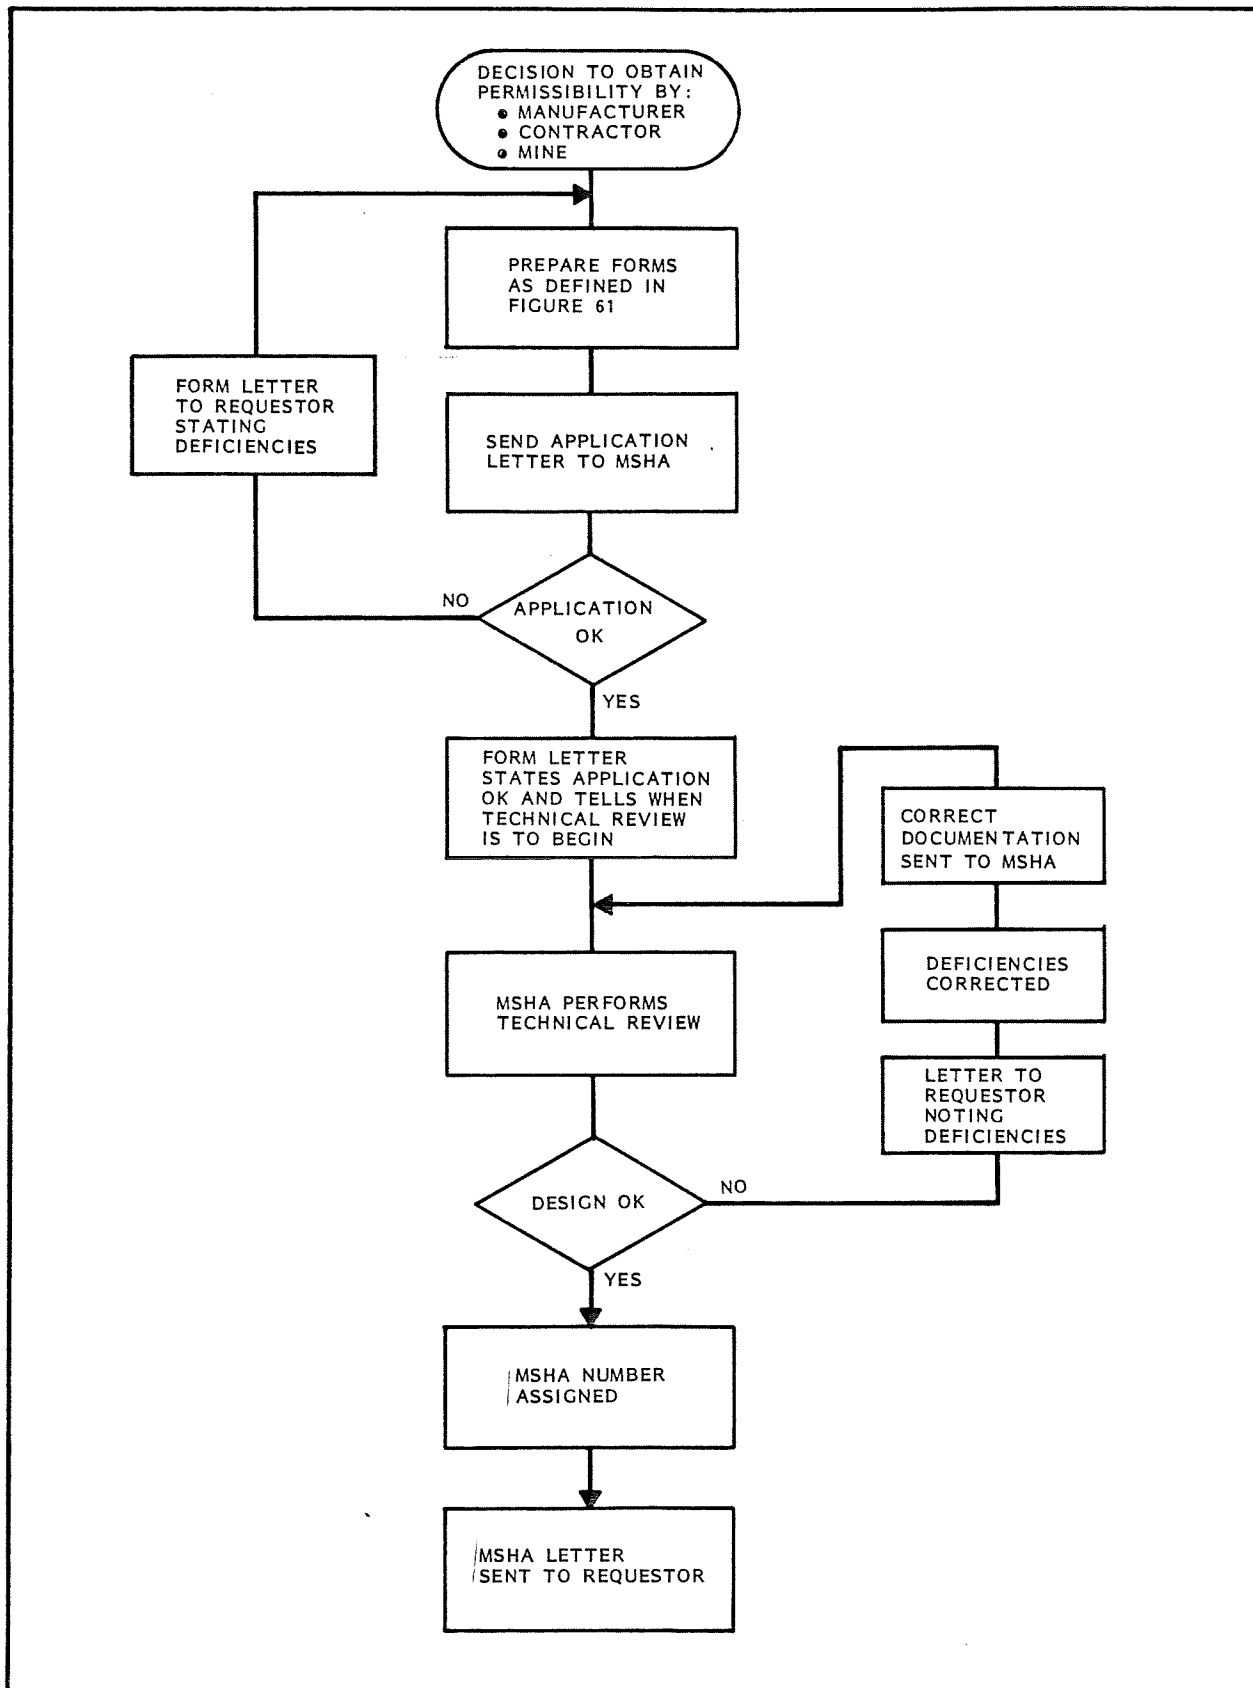 DECISION TO OBTAIN
PERMISSIBILITY BY:
• MANUFACTURER
• CONTRACTOR
• MINE
PREPARE FORMS
AS DEFINED IN
FIGURE 61
FORM LETTER
TO REQUESTOR
STATING
DEFICIENCIES
SEND APPLICATION
LETTER TO MSHA
NO
APPLICATION
OK
YES
FORM LETTER
STATES APPLICATION
OK AND TELLS WHEN
TECHNICAL REVIEW
IS TO BEGIN
CORRECT
DOCUMENTATION
SENT TO MSHA
DEFICIENCIES
CORRECTED
MSHA PERFORMS
TECHNICAL REVIEW
LETTER TO
REQUESTOR
NOTING
DEFICIENCIES
DESIGN OK
NO
YES
MSHA NUMBER
ASSIGNED
MSHA LETTER
SENT TO REQUESTOR